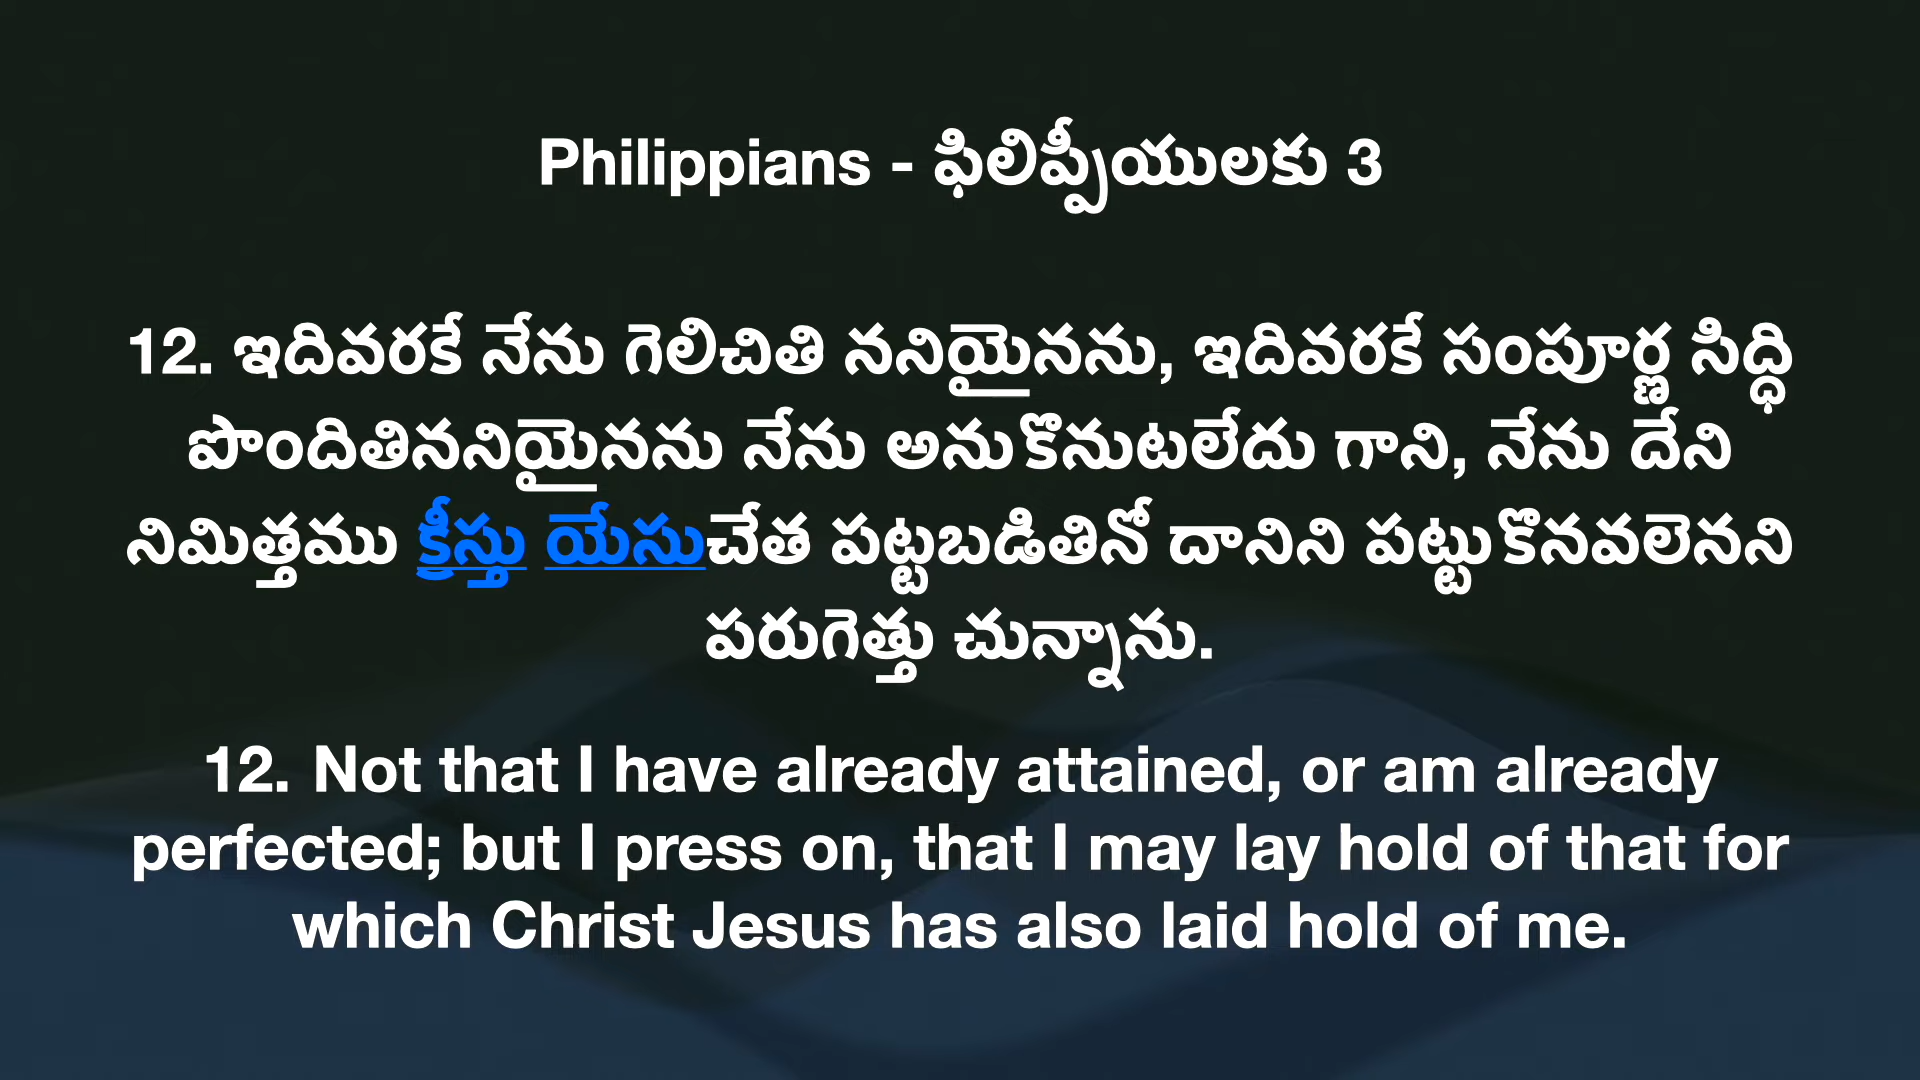 Philippians - ఫిలిప్పీయులకు 3
12. ఇదివరకే నేను గెలిచితి ననియైనను, ఇదివరకే సంపూర్ణ సిద్ధి
పొందితిననియైనను నేను అనుకొనుటలేదు గాని, నేను దేని
నిమిత్తము క్రీస్తు యేసుచేత పట్టబడితినో దానిని పట్టుకొనవలెనని
పరుగెత్తు చున్నాను.
12. Not that I have already attained, or am already
perfected; but I press on, that I may lay hold of that for
which Christ Jesus has also laid hold of me.